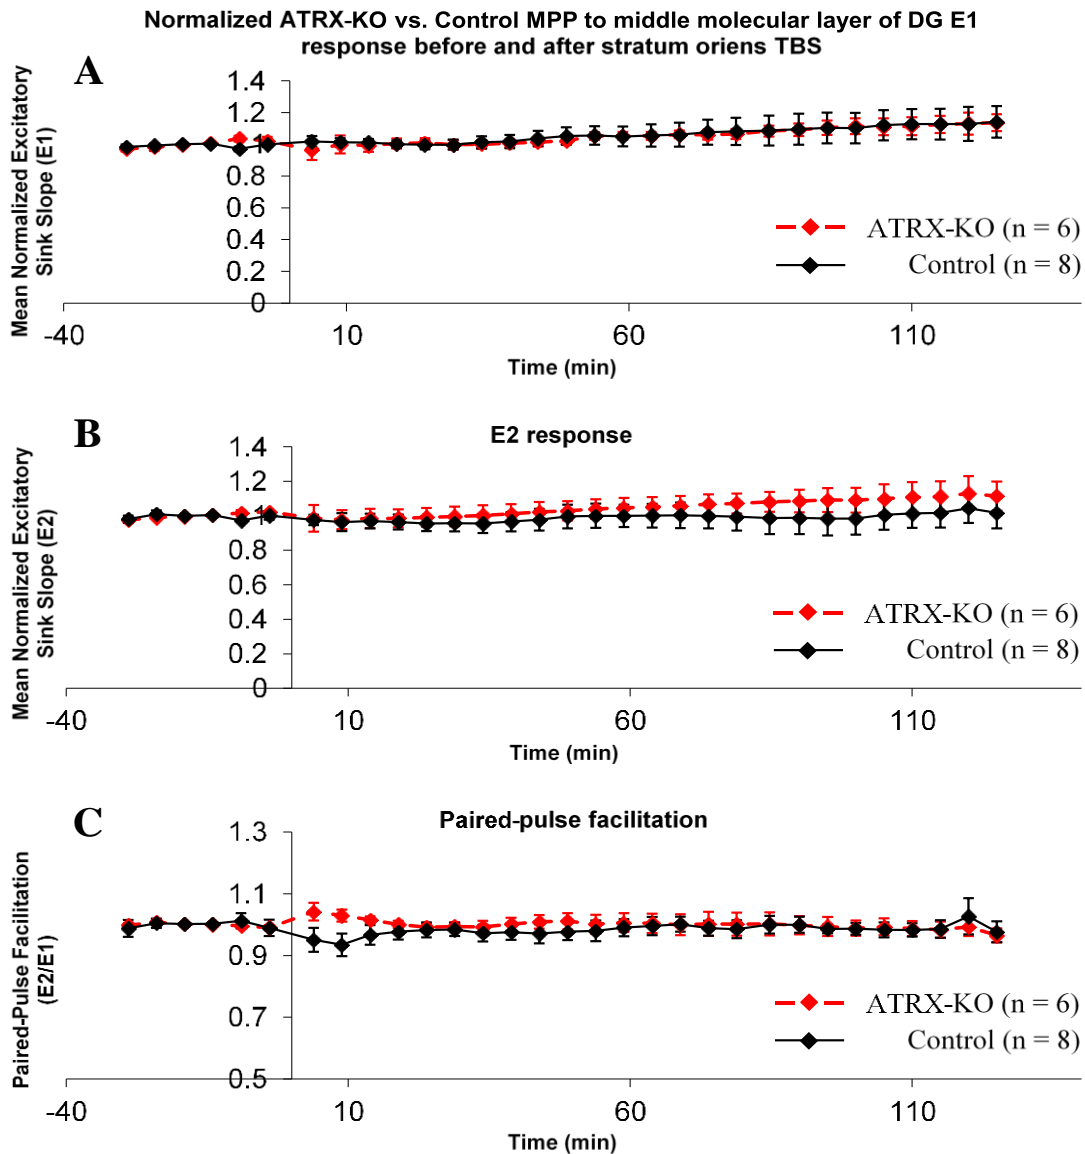 Normalized ATRX-KO vs. Control MPP to middle molecular layer of DG E1
response before and after stratum oriens TBS
A
Mean Normalized Excitatory
Sink Slope (E1)
1.4
1.2
1
0.8
0.6
0.4
0.2
0
ATRX-KO (n = 6)
Control (n = 8)
-40
10
60
110
Time (min)
B
E2 response
Mean Normalized Excitatory
Sink Slope (E2)
1.4
1.2
1
0.8
0.6
0.4
0.2
0
ATRX-KO (n = 6)
Control (n = 8)
-40
10
60
110
Time (min)
C
Paired-pulse facilitation
Paired-Pulse Facilitation
(E2/E1)
1.3
1.1
0.9
0.7
0.5
ATRX-KO (n = 6)
Control (n = 8)
-40
10
60
110
Time (min)